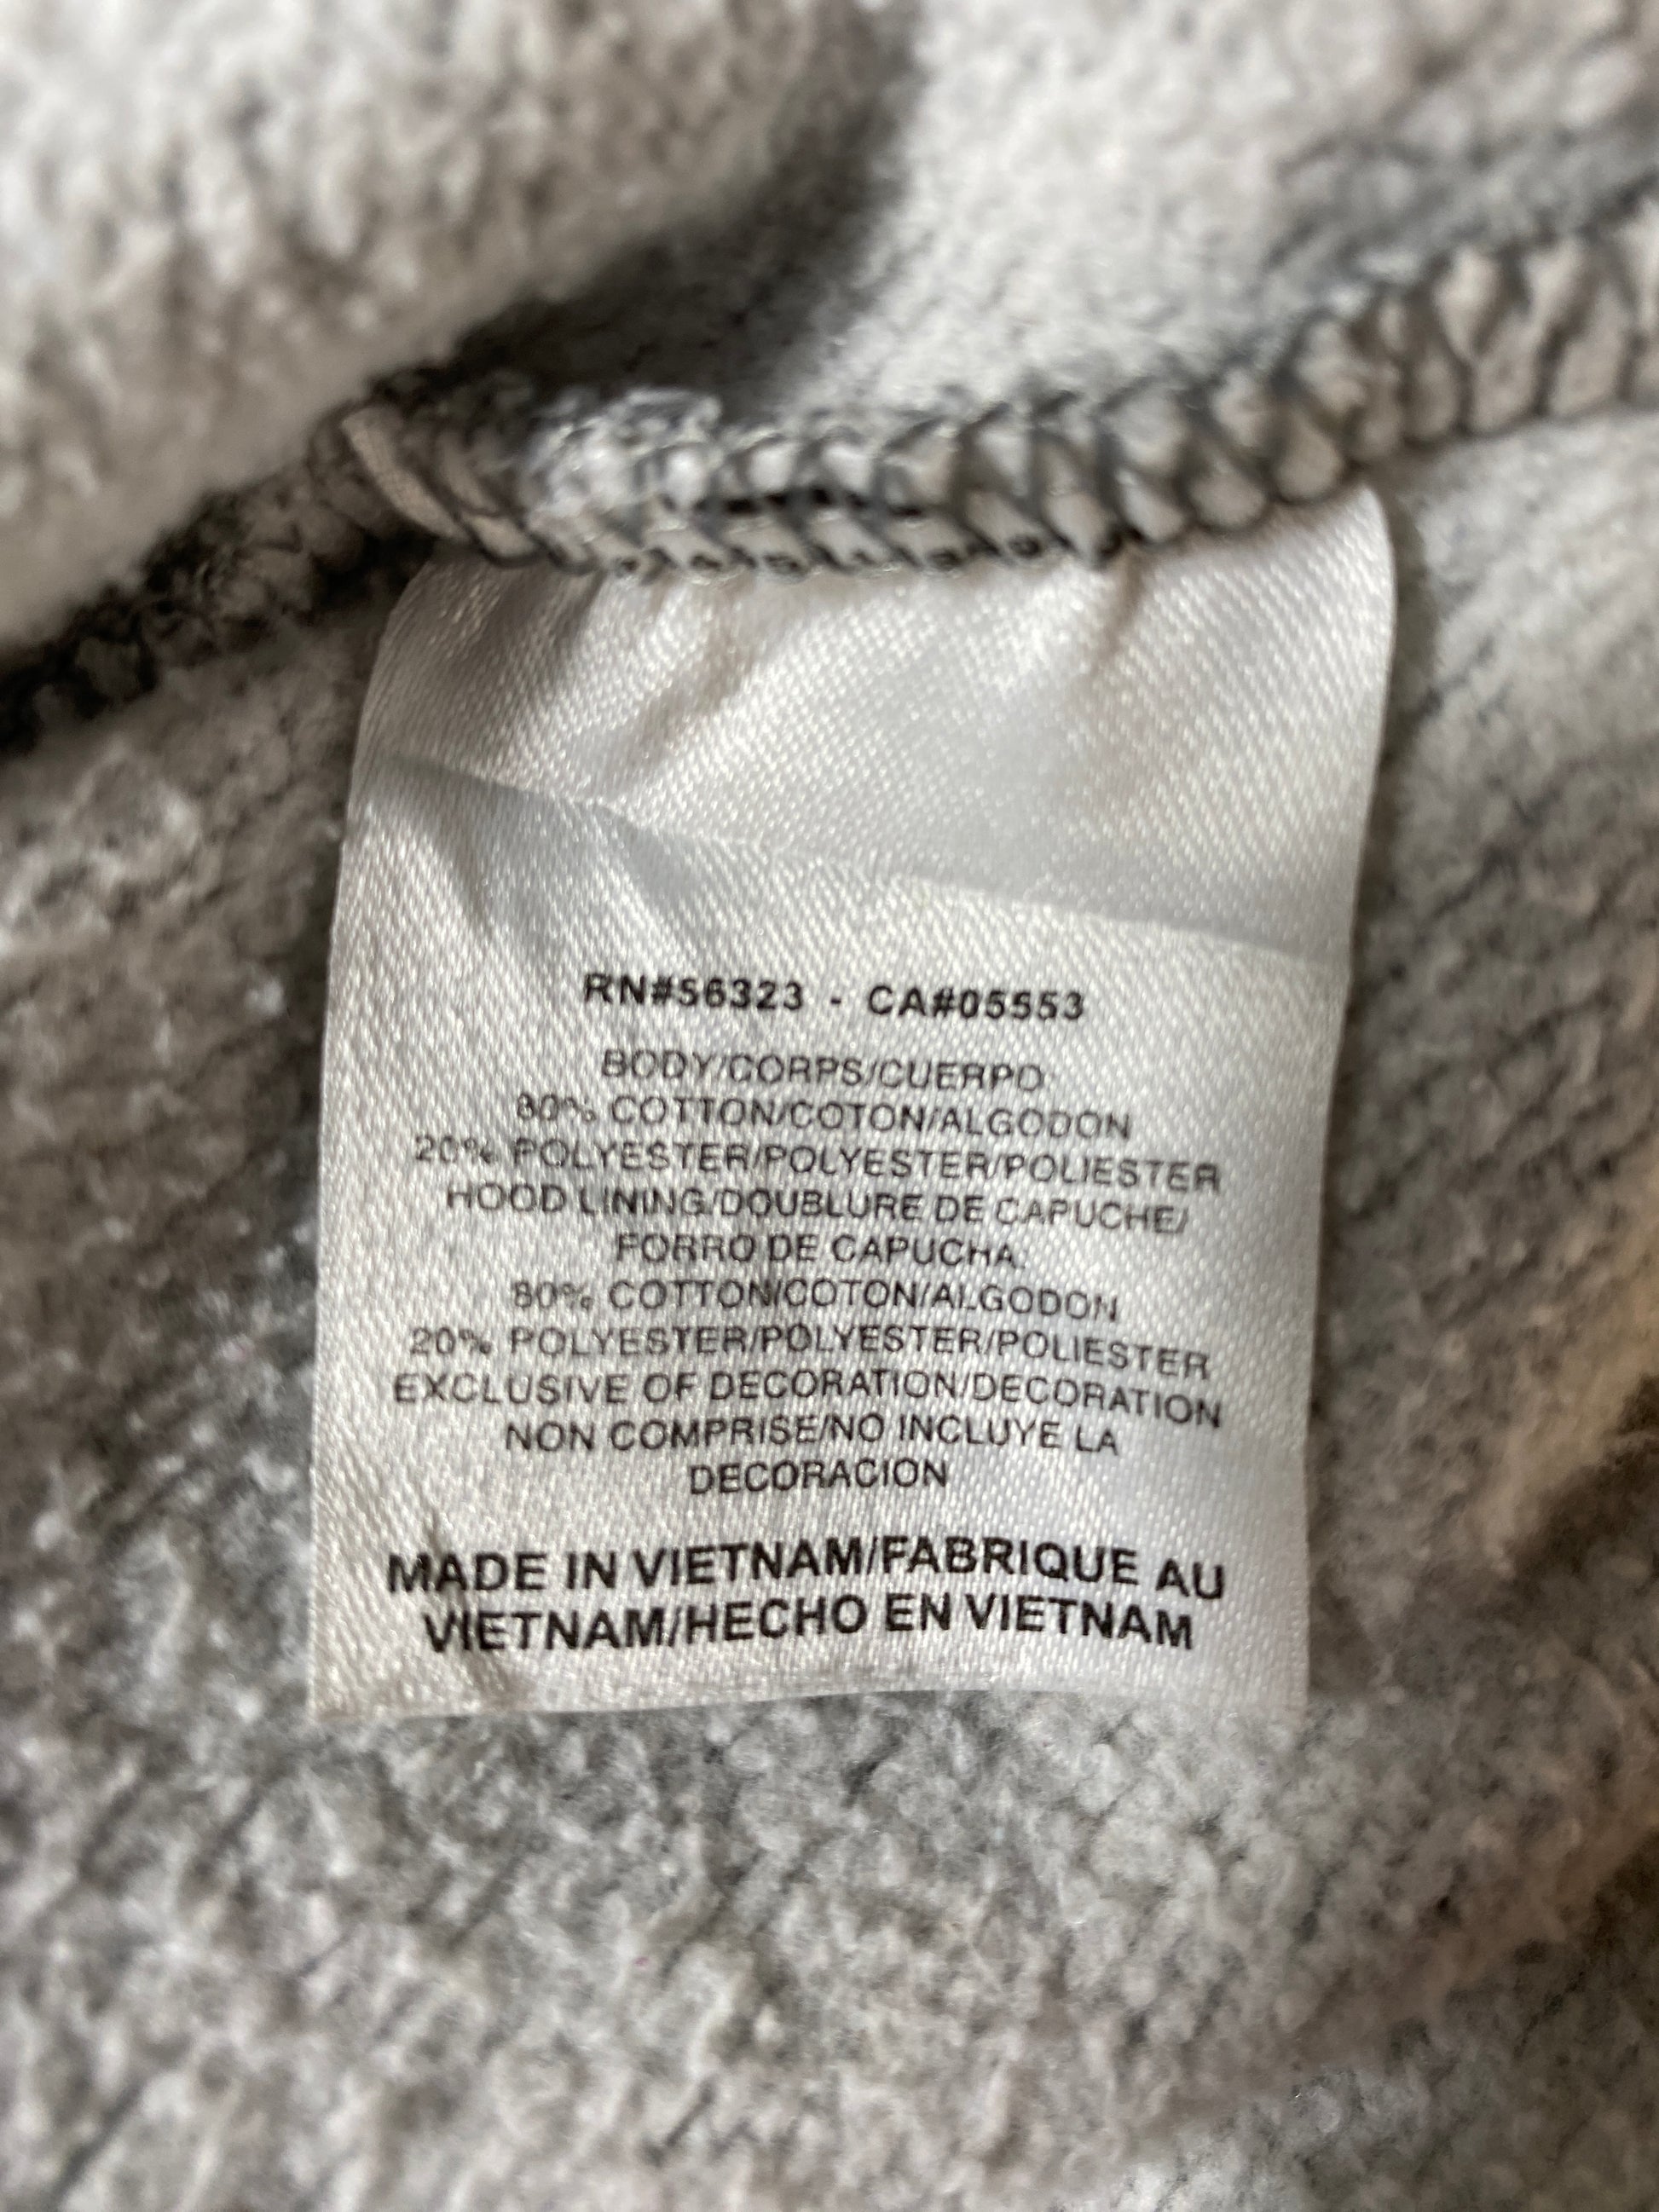 RN#56323 - CA#05553
BODY/CORPS/CUERPO:
80% COTTON/COTON/ALGODON
20% POLYESTER/POLYESTER/POLIESTER
HOOD LINING/DOUBLURE DE CAPUCHE/
FORRO DE CAPUCHA:
80% COTTON/COTON/ALGODON
20% POLYESTER/POLYESTER/POLIESTER
EXCLUSIVE OF DECORATION/DECORATION
NON COMPRISE/NO INCLUYE LA
DECORACION
MADE IN VIETNAM/FABRIQUE AU
VIETNAM/HECHO EN VIETNAM